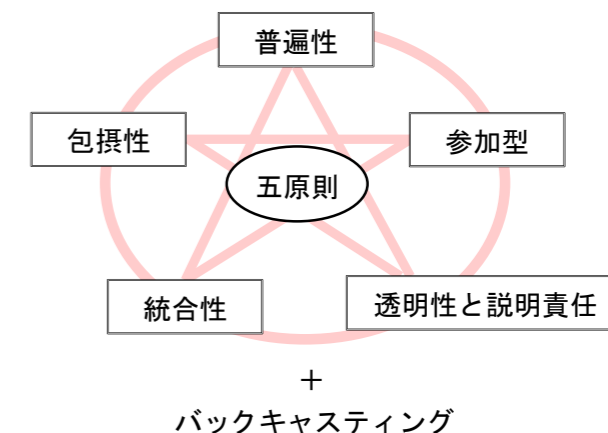 普遍性
包摂性
参加型
五原則
統合性
透明性と説明責任
＋
バックキャスティング